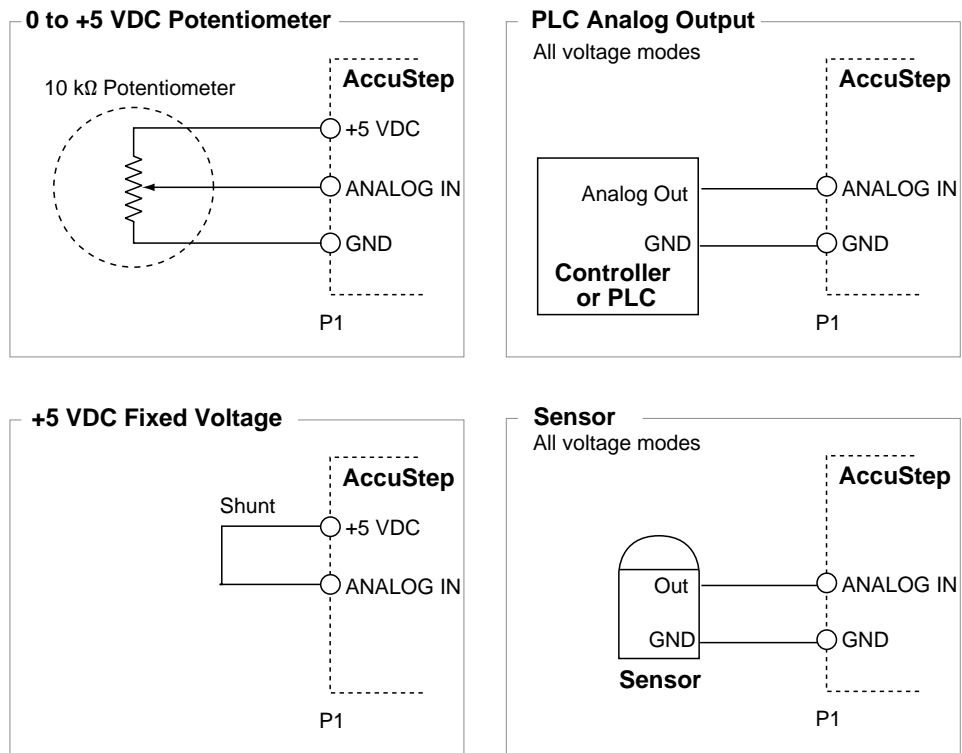 0 to +5 VDC Potentiometer
10 kΩ Potentiometer
AccuStep
+5 VDC
ANALOG IN
GND
P1
PLC Analog Output
All voltage modes
AccuStep
Analog Out
ANALOG IN
GND
GND
Controller
or PLC
P1
+5 VDC Fixed Voltage
AccuStep
Shunt
+5 VDC
ANALOG IN
P1
Sensor
All voltage modes
AccuStep
Out
ANALOG IN
GND
GND
Sensor
P1